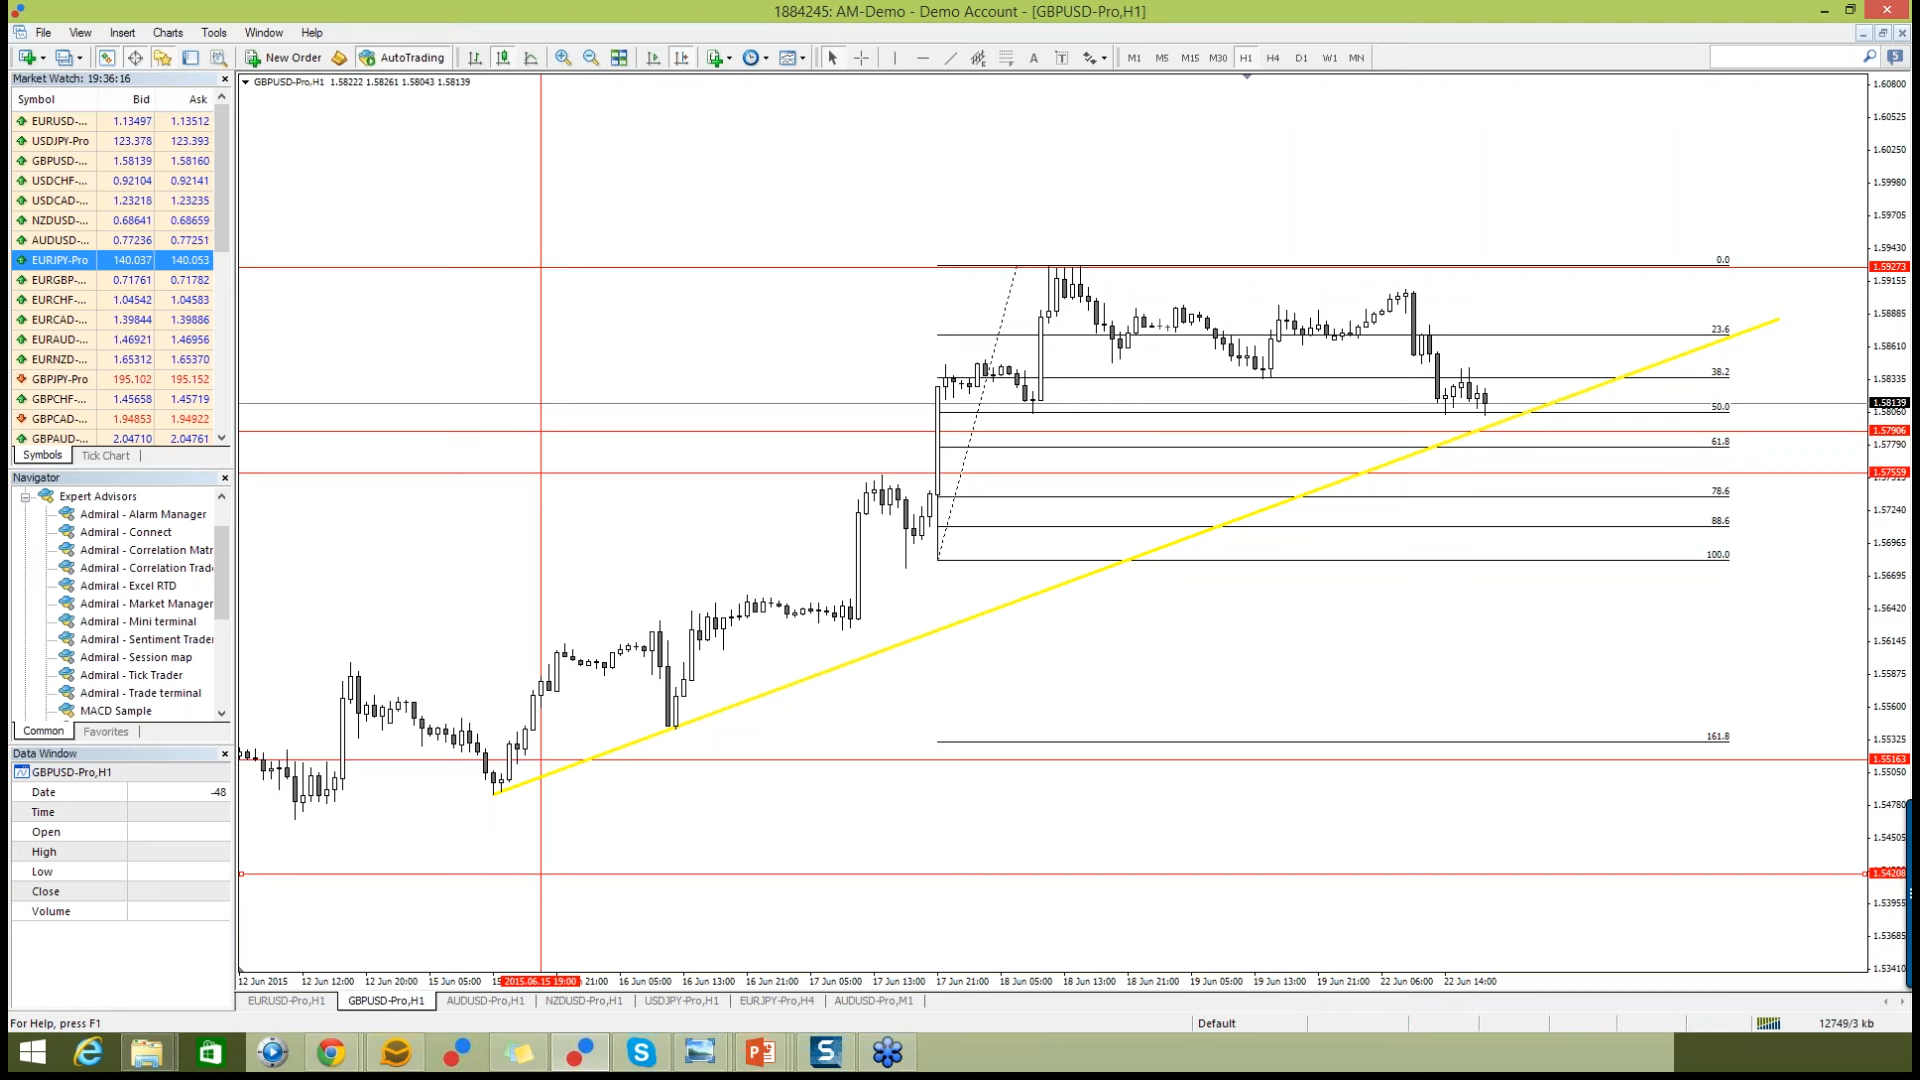 1884245: AM-Demo - Demo Account - [GBPUSD-Pro,H1]
File View Insert Charts Tools Window Help
New Order AutoTrading A T M1 M5 M15 M30 H1 H4 D1 W1 MN 5
Market Watch: 19:36:16
Symbol Bid Ask
EURUSD-... 1.13497 1.13512
USDJPY-Pro 123.378 123.393
GBPUSD-... 1.58139 1.58160
USDCHF-... 0.92104 0.92141
USDCAD-... 1.23218 1.23235
NZDUSD-... 0.68641 0.68659
AUDUSD-... 0.77236 0.77251
EURJPY-Pro 140.037 140.053
EURGBP-... 0.71761 0.71782
EURCHF-... 1.04542 1.04583
EURCAD-... 1.39844 1.39886
EURAUD-... 1.46921 1.46956
EURNZD-... 1.65312 1.65370
GBPJPY-Pro 195.102 195.152
GBPCHF-... 1.45658 1.45719
GBPCAD-... 1.94853 1.94922
GBPAUD-... 2.04710 2.04761
Symbols Tick Chart
Navigator
Expert Advisors
Admiral - Alarm Manager
Admiral - Connect
Admiral - Correlation Matr
Admiral - Correlation Trad
Admiral - Excel RTD
Admiral - Market Manager
Admiral - Mini terminal
Admiral - Sentiment Trader
Admiral - Session map
Admiral - Tick Trader
Admiral - Trade terminal
MACD Sample
Common Favorites
Data Window
GBPUSD-Pro,H1
Date -48
Time
Open
High
Low
Close
Volume
GBPUSD-Pro,H1 1.58222 1.58261 1.58043 1.58139
0.0
23.6
38.2
50.0
61.8
78.6
88.6
100.0
161.8
1.60800
1.60525
1.60250
1.59980
1.59705
1.59430
1.59273
1.59155
1.58885
1.58610
1.58335
1.58139
1.58060
1.57906
1.57790
1.57559
1.57240
1.56965
1.56695
1.56420
1.56145
1.55875
1.55600
1.55325
1.55163
1.55050
1.54780
1.54505
1.54208
1.53955
1.53685
1.53410
12 Jun 2015 12 Jun 12:00 12 Jun 20:00 15 Jun 05:00 2015.06.15 19:00 21:00 16 Jun 05:00 16 Jun 13:00 16 Jun 21:00 17 Jun 05:00 17 Jun 13:00 17 Jun 21:00 18 Jun 05:00 18 Jun 13:00 18 Jun 21:00 19 Jun 05:00 19 Jun 13:00 19 Jun 21:00 22 Jun 06:00 22 Jun 14:00
EURUSD-Pro,H1 GBPUSD-Pro,H1 AUDUSD-Pro,H1 NZDUSD-Pro,H1 USDJPY-Pro,H1 EURJPY-Pro,H4 AUDUSD-Pro,M1
For Help, press F1 Default 12749/3 kb